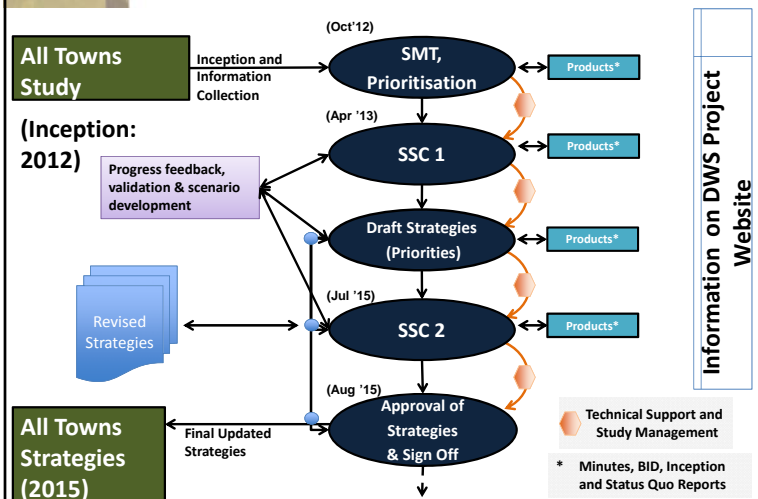 (Oct'12)
All Towns
Study
Inception and
Information
Collection
SMT,
Prioritisation
Products*
(Apr '13)
(Inception:
2012)
SSC 1
Products*
Progress feedback,
validation & scenario
development
Draft Strategies
(Priorities)
Products*
(Jul '15)
Revised
Strategies
SSC 2
Products*
(Aug '15)
Approval of
Strategies
& Sign Off
All Towns
Strategies
(2015)
Final Updated
Strategies
Information on DWS Project
Website
Technical Support and
Study Management
* Minutes, BID, Inception
and Status Quo Reports